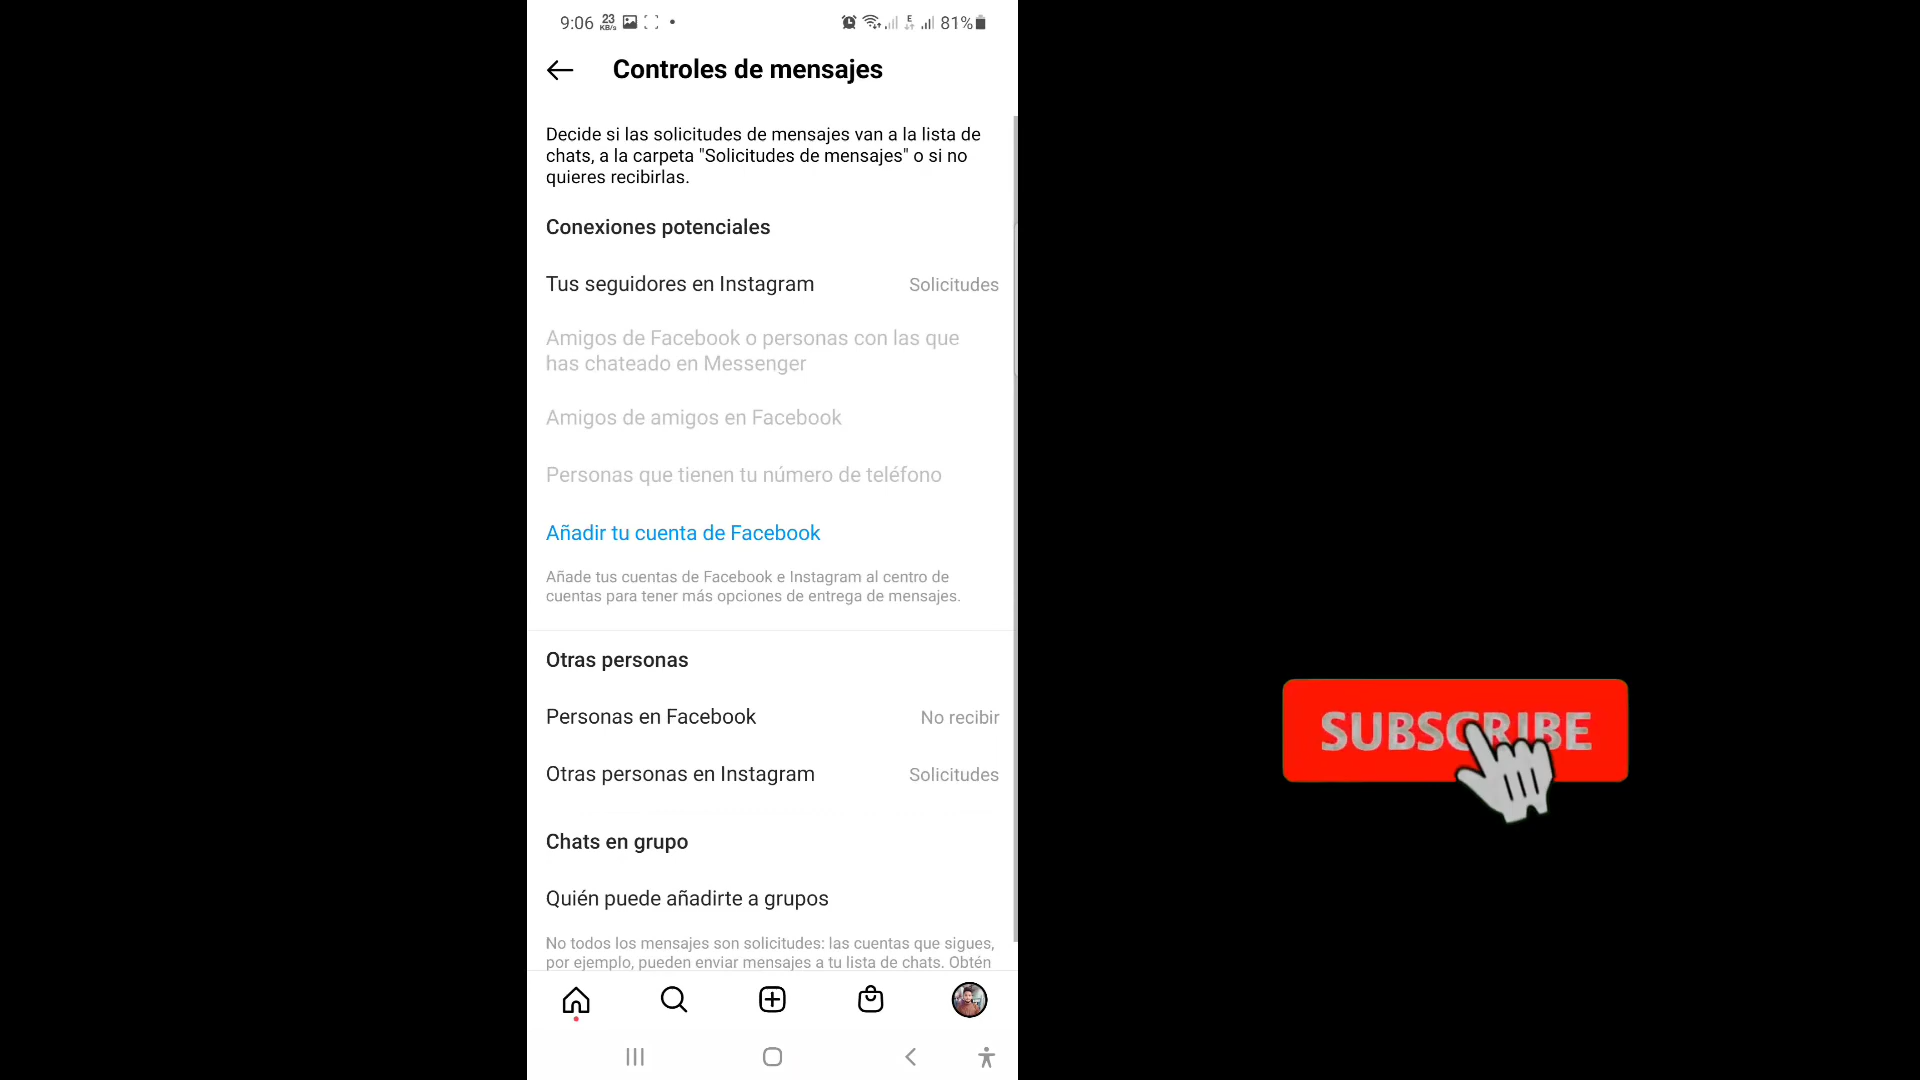 9:06 23 KB/s E 81%
Controles de mensajes
Decide si las solicitudes de mensajes van a la lista de
chats, a la carpeta "Solicitudes de mensajes" o si no
quieres recibirlas.
Conexiones potenciales
Tus seguidores en Instagram Solicitudes
Amigos de Facebook o personas con las que
has chateado en Messenger
Amigos de amigos en Facebook
Personas que tienen tu número de teléfono
Añadir tu cuenta de Facebook
Añade tus cuentas de Facebook e Instagram al centro de
cuentas para tener más opciones de entrega de mensajes.
Otras personas
Personas en Facebook No recibir
Otras personas en Instagram Solicitudes
Chats en grupo
Quién puede añadirte a grupos
No todos los mensajes son solicitudes: las cuentas que sigues,
por ejemplo, pueden enviar mensajes a tu lista de chats. Obtén
SUBSCRIBE